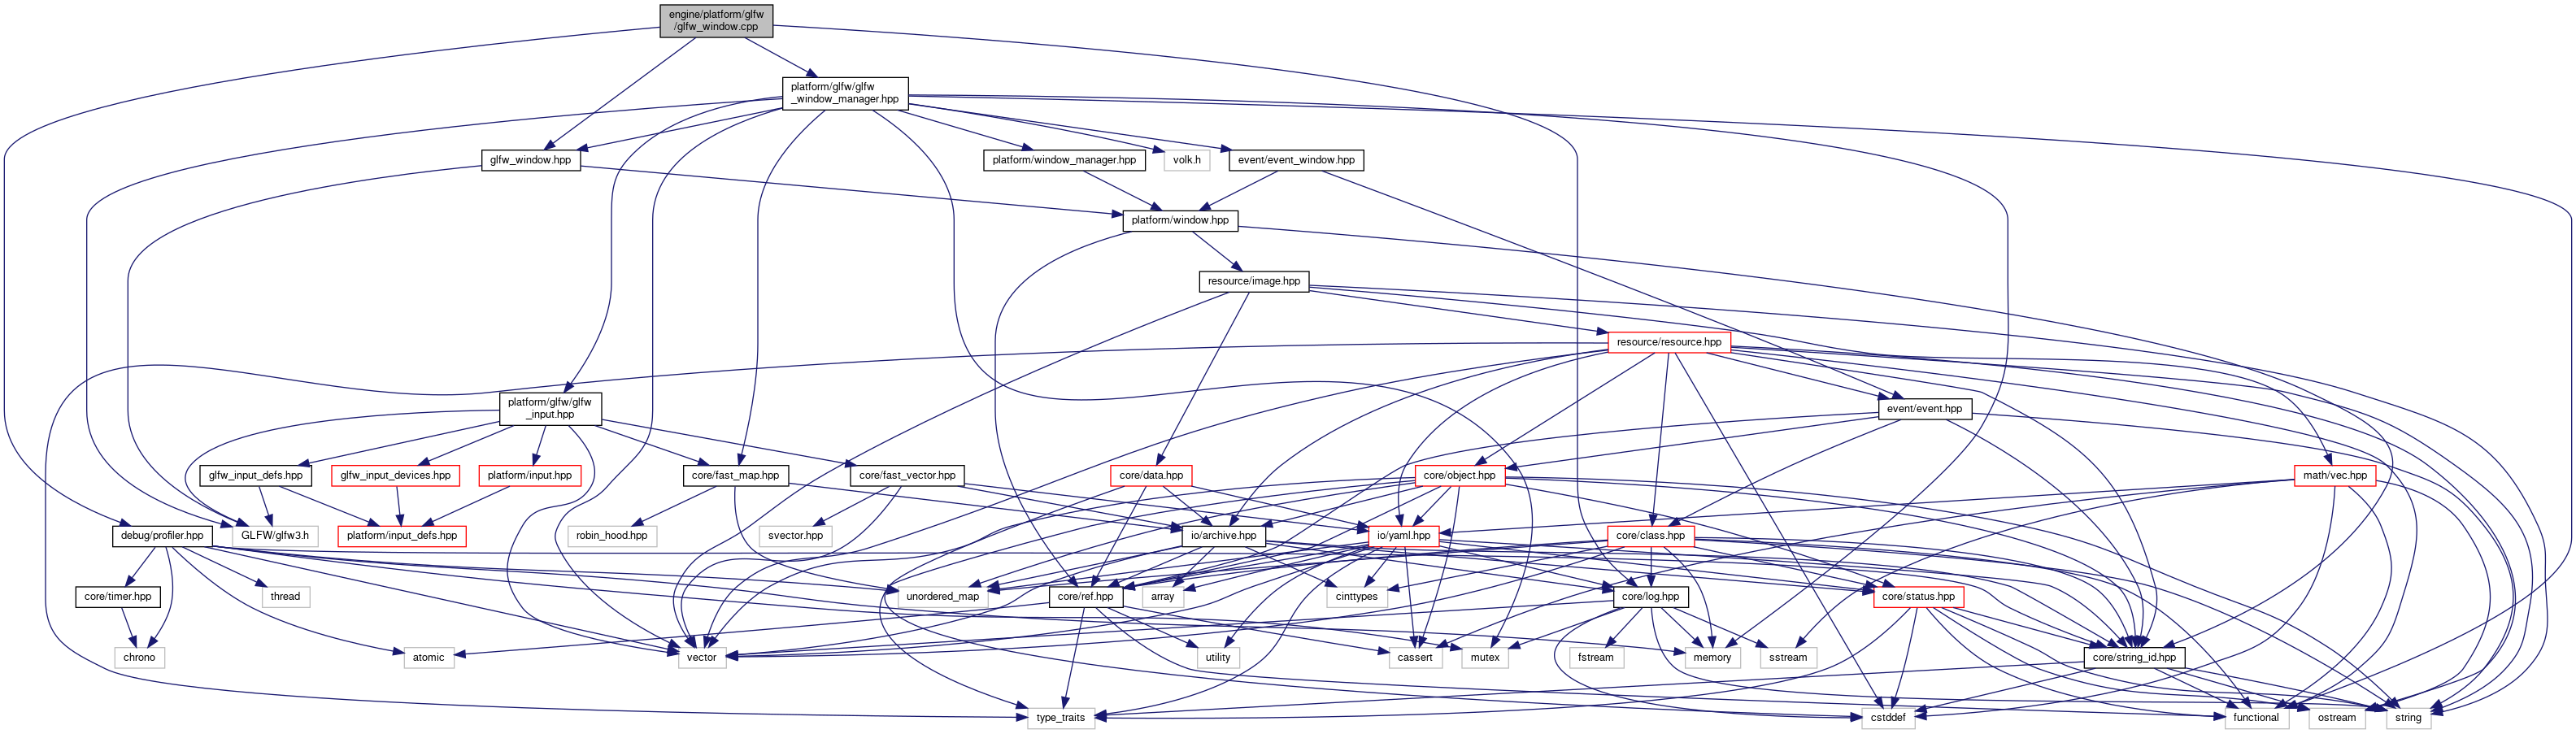 engine/platform/glfw
/glfw_window.cpp
platform/glfw/glfw
_window_manager.hpp
glfw_window.hpp
platform/window_manager.hpp
volk.h
event/event_window.hpp
platform/window.hpp
resource/image.hpp
resource/resource.hpp
platform/glfw/glfw
_input.hpp
event/event.hpp
glfw_input_defs.hpp
glfw_input_devices.hpp
platform/input.hpp
core/fast_map.hpp
core/fast_vector.hpp
core/data.hpp
core/object.hpp
math/vec.hpp
debug/profiler.hpp
GLFW/glfw3.h
platform/input_defs.hpp
robin_hood.hpp
svector.hpp
io/archive.hpp
io/yaml.hpp
core/class.hpp
core/timer.hpp
thread
unordered_map
core/ref.hpp
array
cinttypes
core/log.hpp
core/status.hpp
chrono
atomic
vector
utility
cassert
mutex
fstream
memory
sstream
core/string_id.hpp
type_traits
cstddef
functional
ostream
string